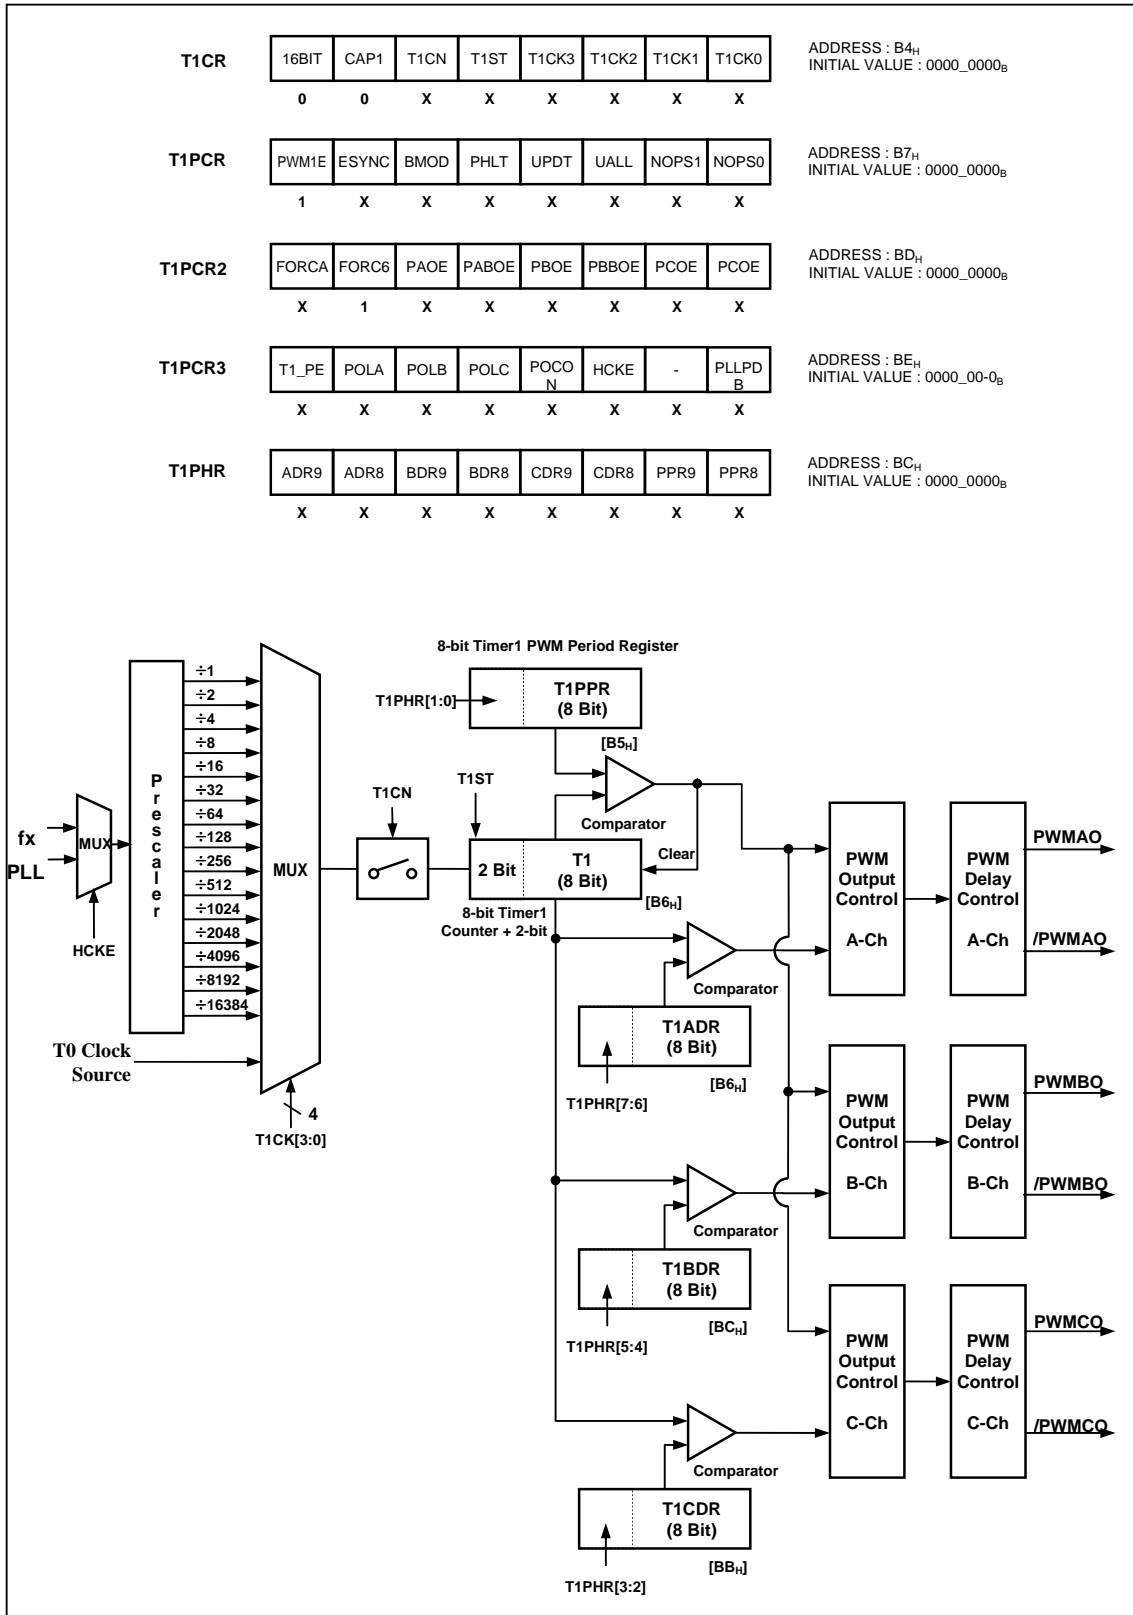 T1CR 16BIT CAP1 T1CN T1ST T1CK3 T1CK2 T1CK1 T1CK0 ADDRESS : B4H
INITIAL VALUE : 0000_0000B
0 0 X X X X X X
T1PCR PWM1E ESYNC BMOD PHLT UPDT UALL NOPS1 NOPS0 ADDRESS : B7H
INITIAL VALUE : 0000_0000B
1 X X X X X X X
T1PCR2 FORCA FORC6 PAOE PABOE PBOE PBBOE PCOE PCOE ADDRESS : BDH
INITIAL VALUE : 0000_0000B
X 1 X X X X X X
T1PCR3 T1_PE POLA POLB POLC POCO
N HCKE - PLLPD
B ADDRESS : BEH
INITIAL VALUE : 0000_00-0B
X X X X X X X X
T1PHR ADR9 ADR8 BDR9 BDR8 CDR9 CDR8 PPR9 PPR8 ADDRESS : BCH
INITIAL VALUE : 0000_0000B
X X X X X X X X
fx
PLL
MUX
HCKE
Prescaler
÷1
÷2
÷4
÷8
÷16
÷32
÷64
÷128
÷256
÷512
÷1024
÷2048
÷4096
÷8192
÷16384
T0 Clock
Source
MUX
4
T1CK[3:0]
T1CN
T1ST
8-bit Timer1 PWM Period Register
T1PHR[1:0]
T1PPR
(8 Bit)
[B5H]
Comparator
Clear
2 Bit
T1
(8 Bit)
[B6H]
8-bit Timer1
Counter + 2-bit
Comparator
T1ADR
(8 Bit)
[B6H]
T1PHR[7:6]
Comparator
T1BDR
(8 Bit)
[BCH]
T1PHR[5:4]
Comparator
T1CDR
(8 Bit)
[BBH]
T1PHR[3:2]
PWM
Output
Control
A-Ch
PWM
Delay
Control
A-Ch
PWMAO
/PWMAO
PWM
Output
Control
B-Ch
PWM
Delay
Control
B-Ch
PWMBO
/PWMBO
PWM
Output
Control
C-Ch
PWM
Delay
Control
C-Ch
PWMCO
/PWMCO